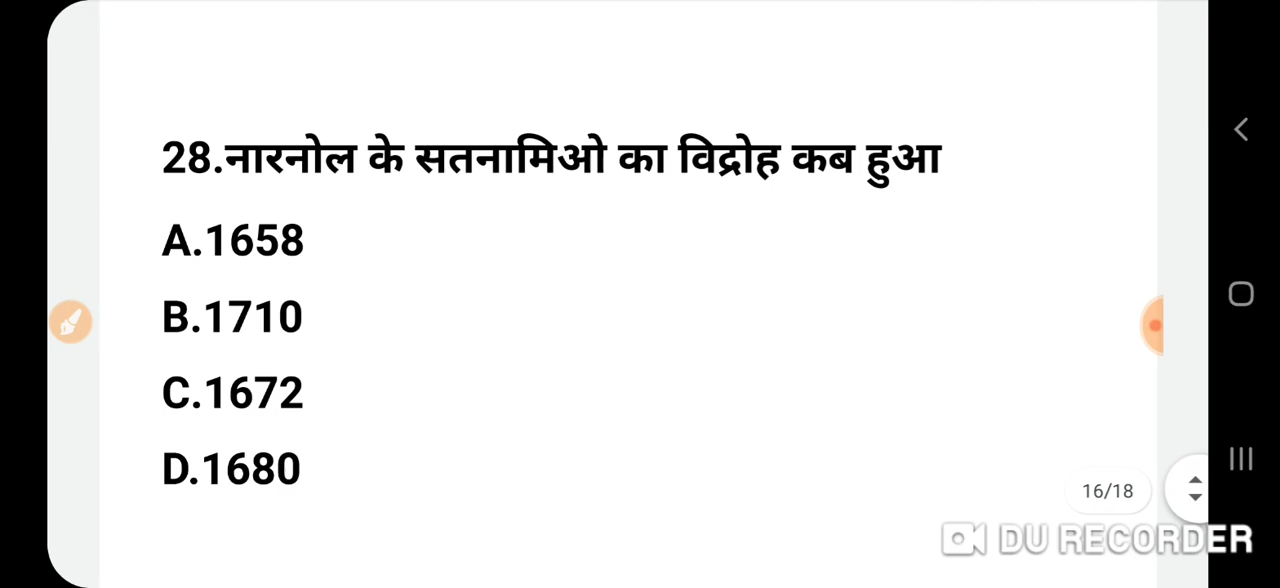 28.नारनोल के सतनामिओ का विद्रोह कब हुआ
A.1658
B.1710
C.1672
D.1680
16/18
DU RECORDER